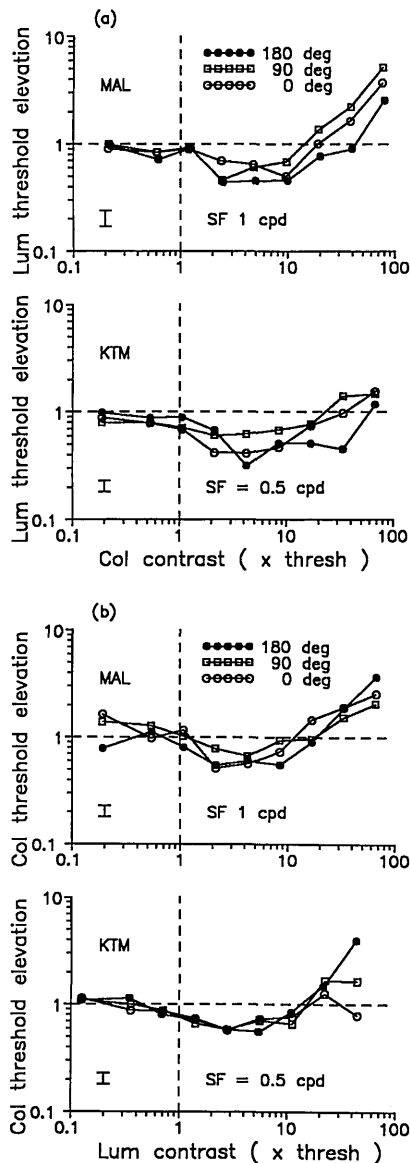 (a)
Lum threshold elevation
10
1
0.1
MAL
180 deg
90 deg
0 deg
SF 1 cpd
0.1
1
10
100
Lum threshold elevation
10
1
0.1
KTM
SF = 0.5 cpd
0.1
1
10
100
Col contrast ( x thresh )
(b)
Col threshold elevation
10
1
0.1
MAL
180 deg
90 deg
0 deg
SF 1 cpd
0.1
1
10
100
Col threshold elevation
10
1
0.1
KTM
SF = 0.5 cpd
0.1
1
10
100
Lum contrast ( x thresh )